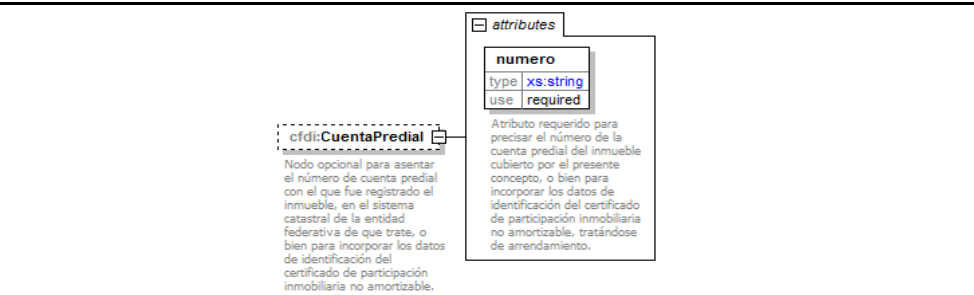 attributes
numero
type xs:string
use required
Atributo requerido para
precisar el número de la
cuenta predial del inmueble
cubierto por el presente
concepto, o bien para
incorporar los datos de
identificación del certificado
de participación inmobiliaria
no amortizable, tratándose
de arrendamiento.
cfdi:CuentaPredial
Nodo opcional para asentar
el número de cuenta predial
con el que fue registrado el
inmueble, en el sistema
catastral de la entidad
federativa de que trate, o
bien para incorporar los datos
de identificación del
certificado de participación
inmobiliaria no amortizable.